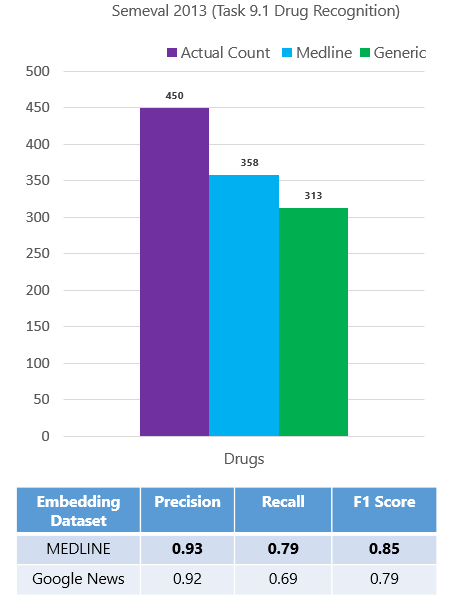 Semeval 2013 (Task 9.1 Drug Recognition)
Actual Count Medline Generic
500
450
400
350
300
250
200
150
100
50
0
450
358
313
Drugs
Embedding Dataset Precision Recall F1 Score
MEDLINE 0.93 0.79 0.85
Google News 0.92 0.69 0.79